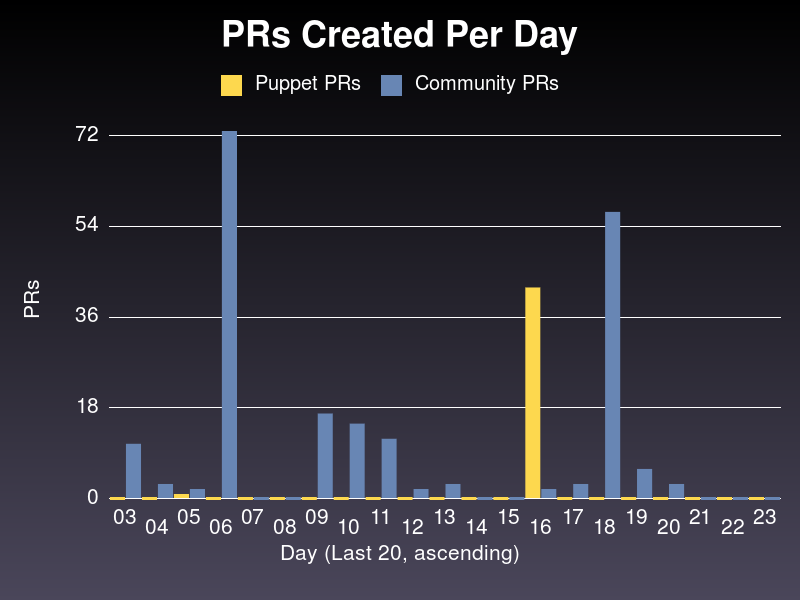 PRs Created Per Day
Puppet PRs Community PRs
72
54
36
18
0
PRs
03 04 05 06 07 08 09 10 11 12 13 14 15 16 17 18 19 20 21 22 23
Day (Last 20, ascending)